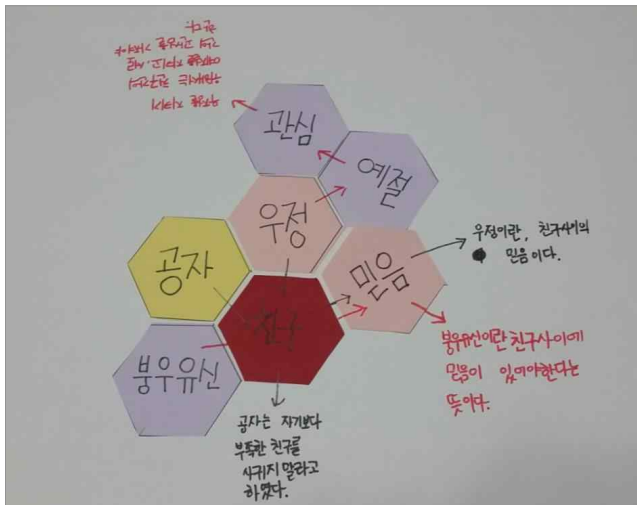 관심
예절
우정
공자
믿음
친구
붕우유신
우정이란, 친구사이의
믿음이다.
붕우유신이란 친구사이에
믿음이 있어야한다는
뜻이다.
공자는 자기보다
부족한 친구를
사귀지 말라고
하였다.